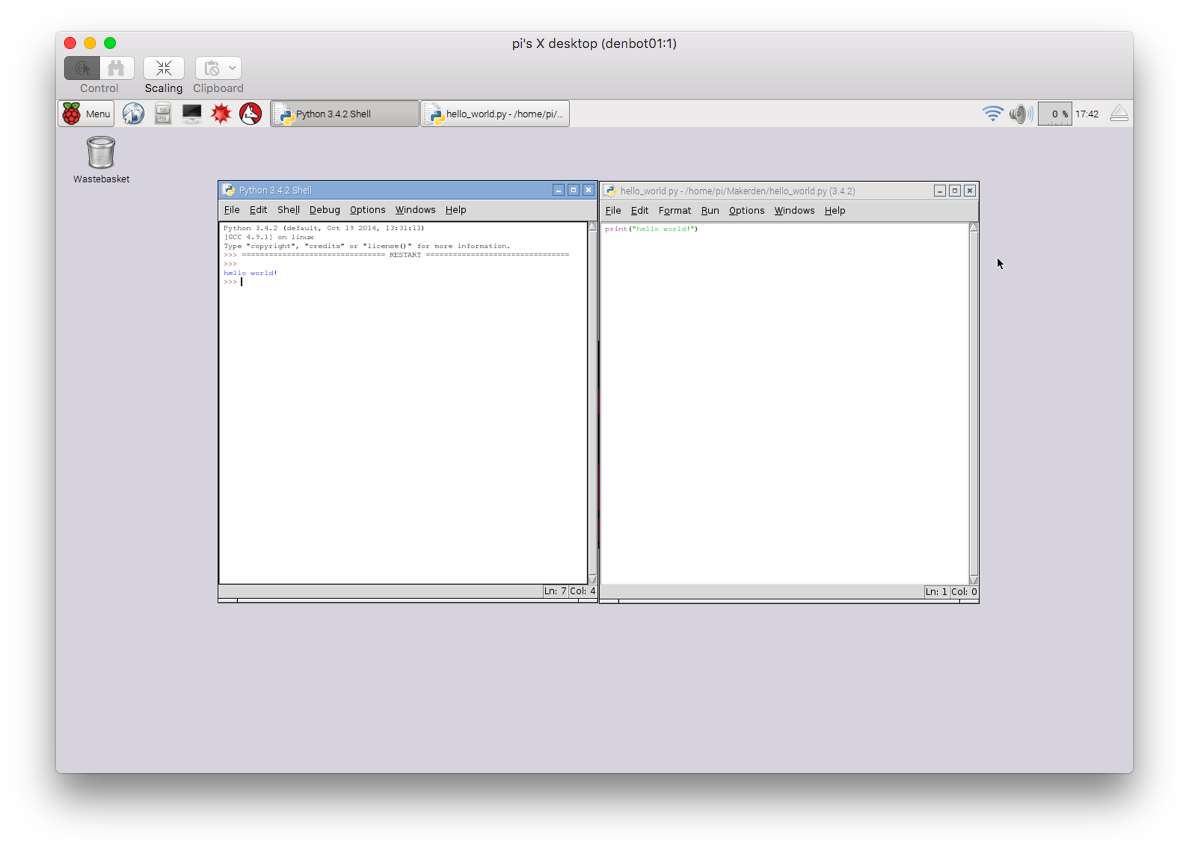 pi's X desktop (denbot01:1)
Control Scaling Clipboard
Menu Python 3.4.2 Shell hello_world.py - /home/pi/... 0 % 17:42
Wastebasket
Python 3.4.2 Shell
File Edit Shell Debug Options Windows Help
Python 3.4.2 (default, Oct 19 2014, 13:31:11)
[GCC 4.9.1] on linux
Type "copyright", "credits" or "license()" for more information.
>>> ================================ RESTART ================================
>>>
hello world!
>>>
Ln: 7 Col: 4
hello_world.py - /home/pi/Makerden/hello_world.py (3.4.2)
File Edit Format Run Options Windows Help
print("hello world!")
Ln: 1 Col: 0